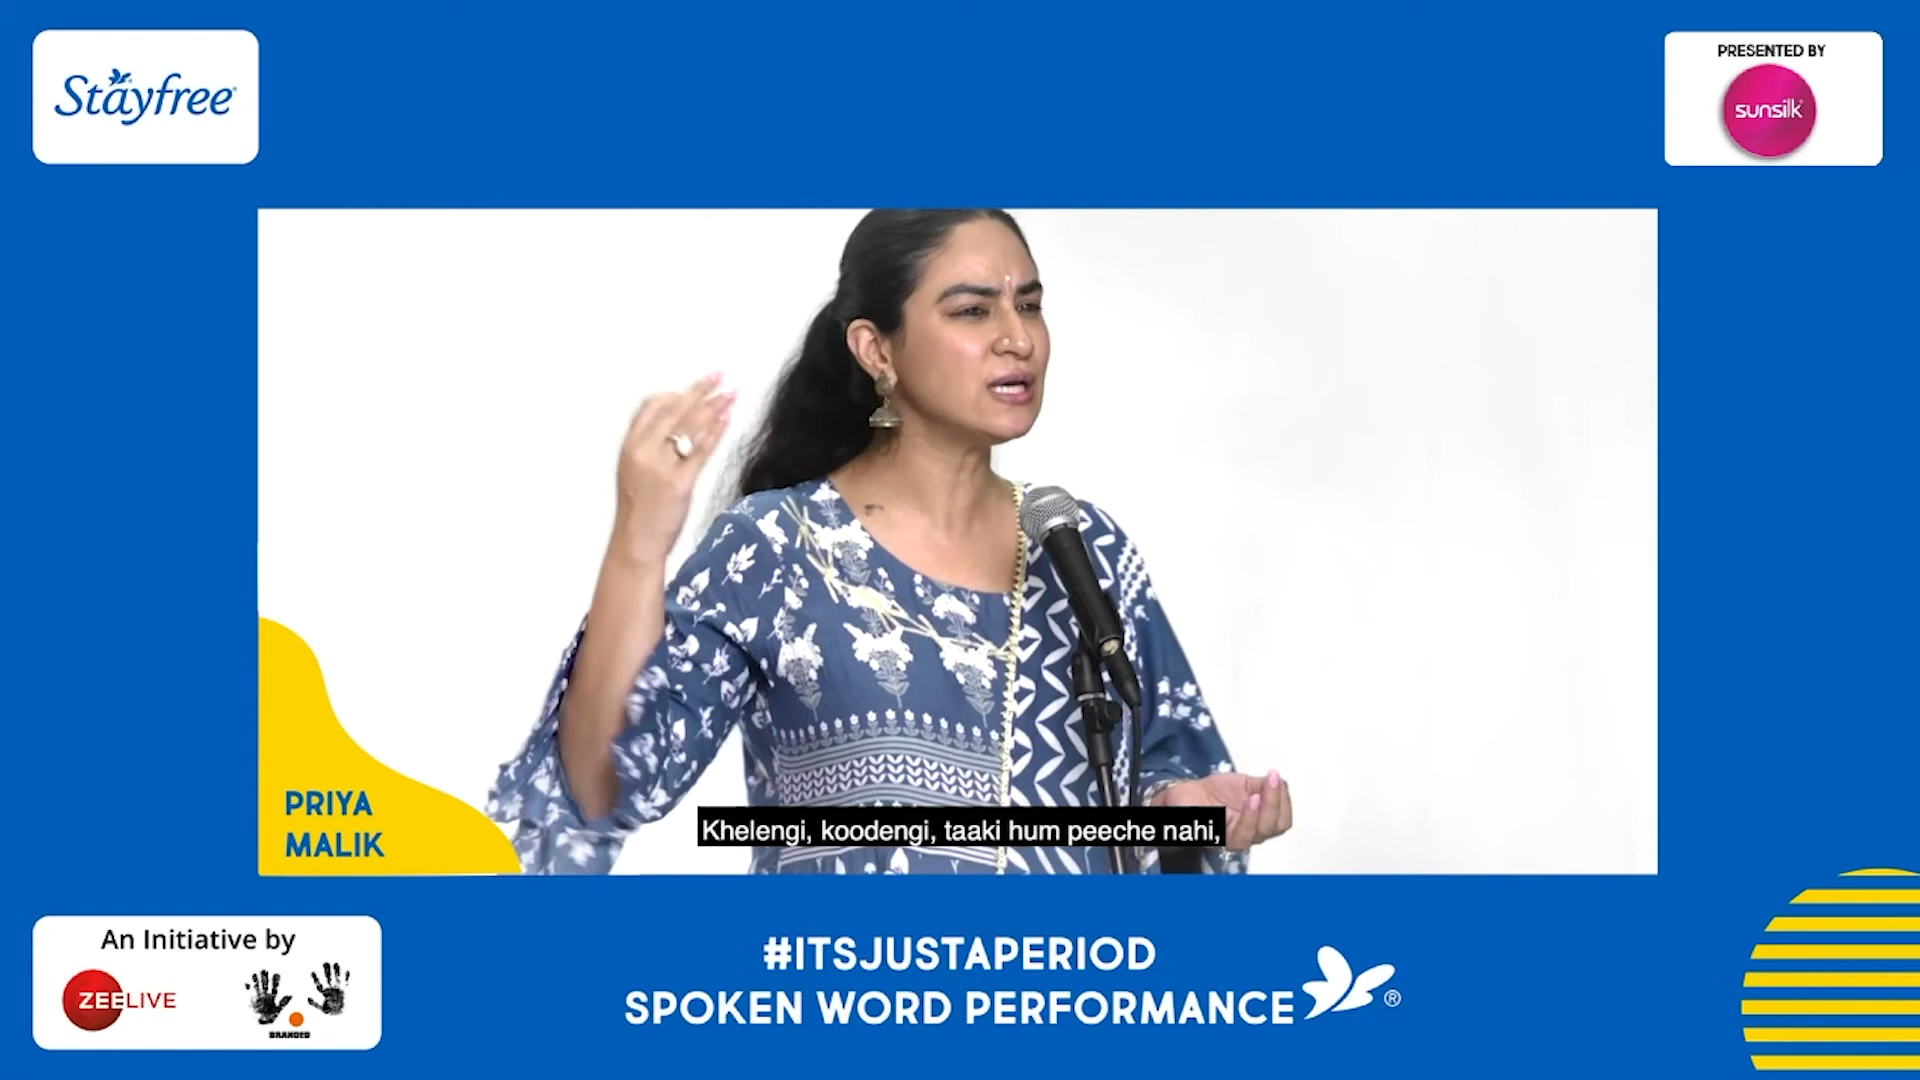 Stayfree
PRESENTED BY
sunsilk
PRIYA
MALIK
Khelengi, koodengi, taaki hum peeche nahi,
An Initiative by
ZEELIVE
BRANDED
#ITSJUSTAPERIOD
SPOKEN WORD PERFORMANCE
®